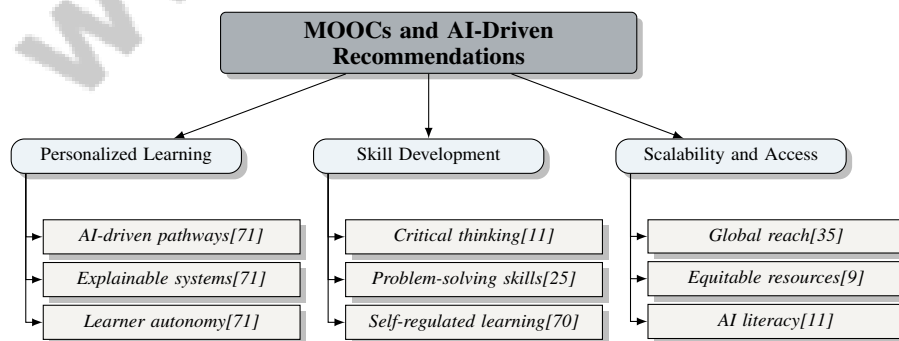 MOOCs and AI-Driven
Recommendations
Personalized Learning
Skill Development
Scalability and Access
AI-driven pathways[71]
Critical thinking[11]
Global reach[35]
Explainable systems[71]
Problem-solving skills[25]
Equitable resources[9]
Learner autonomy[71]
Self-regulated learning[70]
AI literacy[11]